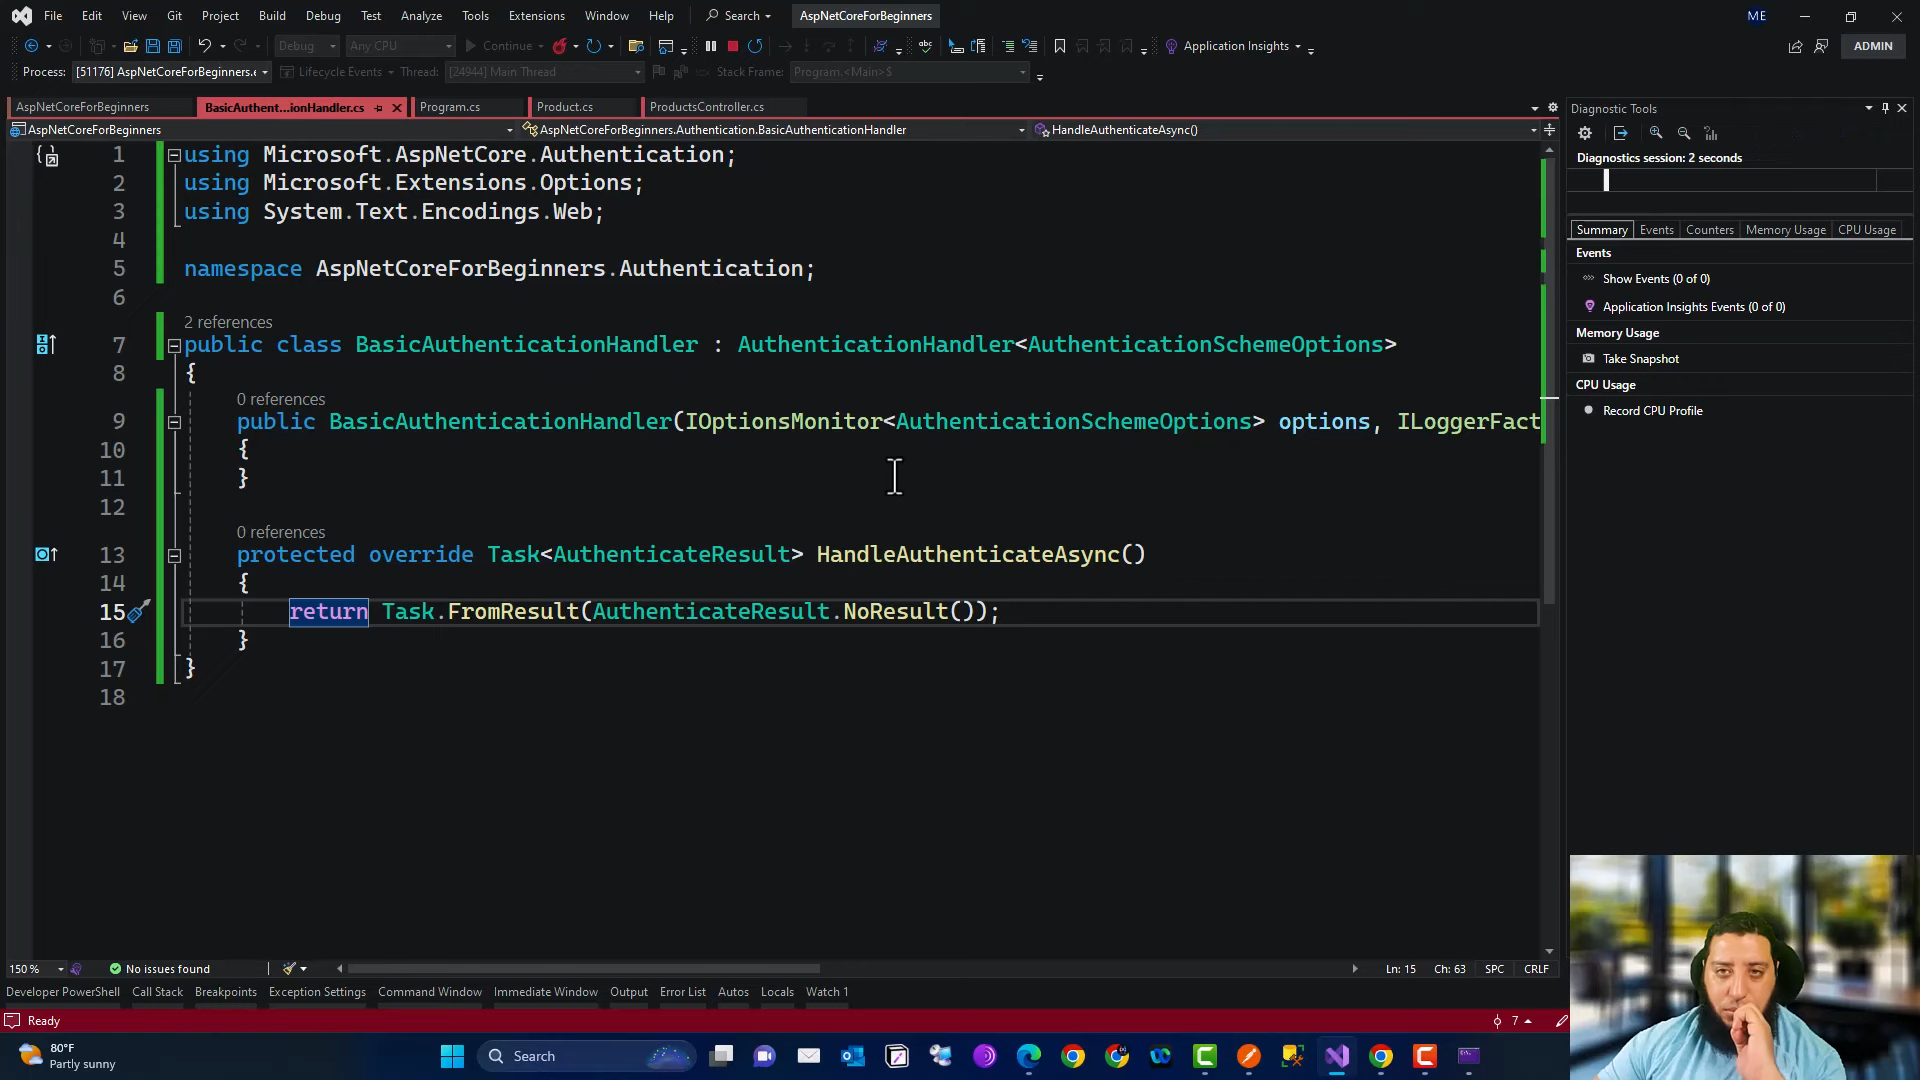 File Edit View Git Project Build Debug Test Analyze Tools Extensions Window Help Search AspNetCoreForBeginners ME
Debug Any CPU Continue Application Insights ADMIN
Process: [51176] AspNetCoreForBeginners.e Lifecycle Events Thread: [24944] Main Thread Stack Frame: Program.<Main>$
AspNetCoreForBeginners BasicAuthent...ionHandler.cs Program.cs Product.cs ProductsController.cs
AspNetCoreForBeginners AspNetCoreForBeginners.Authentication.BasicAuthenticationHandler HandleAuthenticateAsync()
1 using Microsoft.AspNetCore.Authentication;
2 using Microsoft.Extensions.Options;
3 using System.Text.Encodings.Web;
4
5 namespace AspNetCoreForBeginners.Authentication;
6
2 references
7 public class BasicAuthenticationHandler : AuthenticationHandler<AuthenticationSchemeOptions>
8 {
0 references
9 public BasicAuthenticationHandler(IOptionsMonitor<AuthenticationSchemeOptions> options, ILoggerFact
10 {
11 }
12
0 references
13 protected override Task<AuthenticateResult> HandleAuthenticateAsync()
14 {
15 return Task.FromResult(AuthenticateResult.NoResult());
16 }
17 }
18
Diagnostic Tools
Diagnostics session: 2 seconds
Summary Events Counters Memory Usage CPU Usage
Events
Show Events (0 of 0)
Application Insights Events (0 of 0)
Memory Usage
Take Snapshot
CPU Usage
Record CPU Profile
150 % No issues found Ln: 15 Ch: 63 SPC CRLF
Developer PowerShell Call Stack Breakpoints Exception Settings Command Window Immediate Window Output Error List Autos Locals Watch 1
Ready 7
80°F
Partly sunny
Search